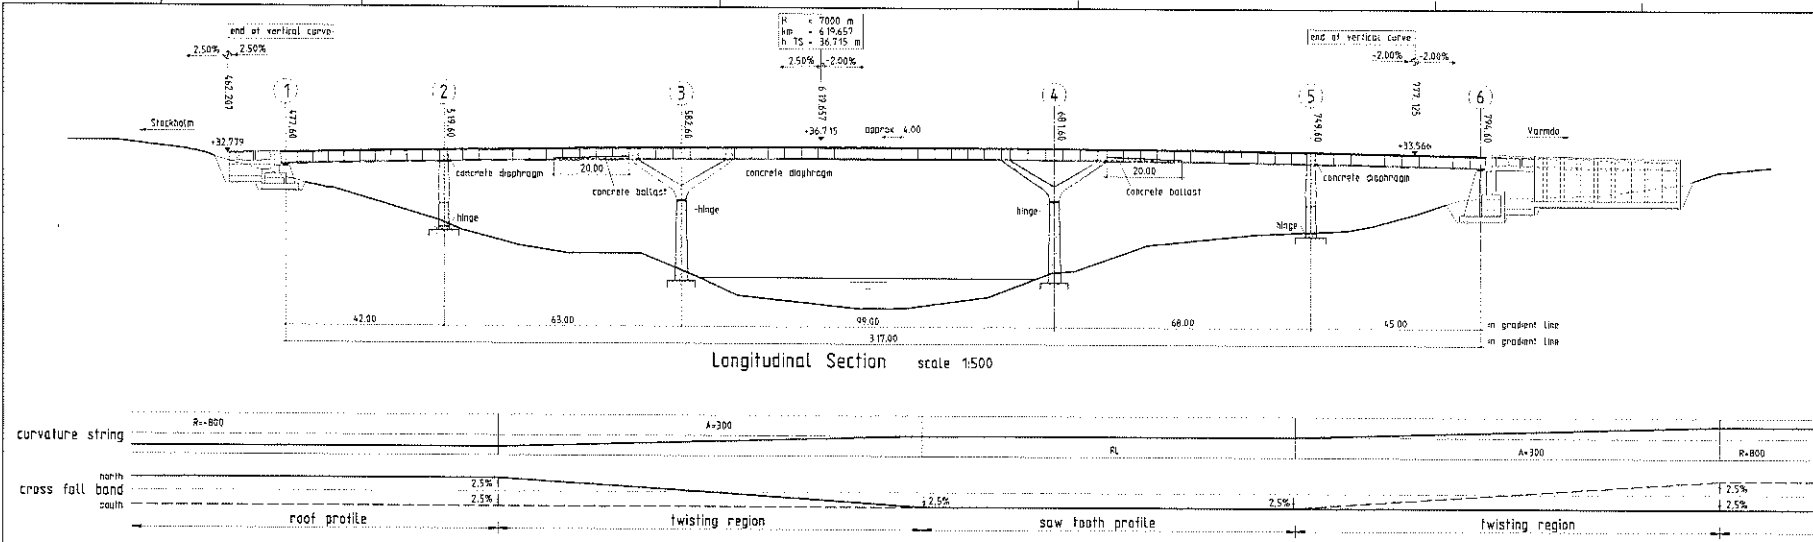 end of vertical curve
2.50% 2.50%
462.207
R = 7000 m
km = 619.657
h TS = 36.715 m
2.50% -2.00%
619.657
end of vertical curve
-2.00% -2.00%
777.125
1
2
3
4
5
6
477.60
519.60
582.60
681.60
749.60
794.60
Stockholm
Varmdo
+32.779
+36.715
approx 4.00
+33.566
concrete diaphragm
20.00
concrete ballast
concrete diaphragm
20.00
concrete ballast
concrete diaphragm
hinge
hinge
hinge
hinge
42.00
63.00
99.00
68.00
45.00
in gradient line
317.00
in gradient line
Longitudinal Section scale 1:500
curvature string
R=-800
A=300
RL
A=300
R=800
cross fall band
north
south
2.5%
2.5%
2.5%
2.5%
2.5%
2.5%
roof profile
twisting region
saw tooth profile
twisting region